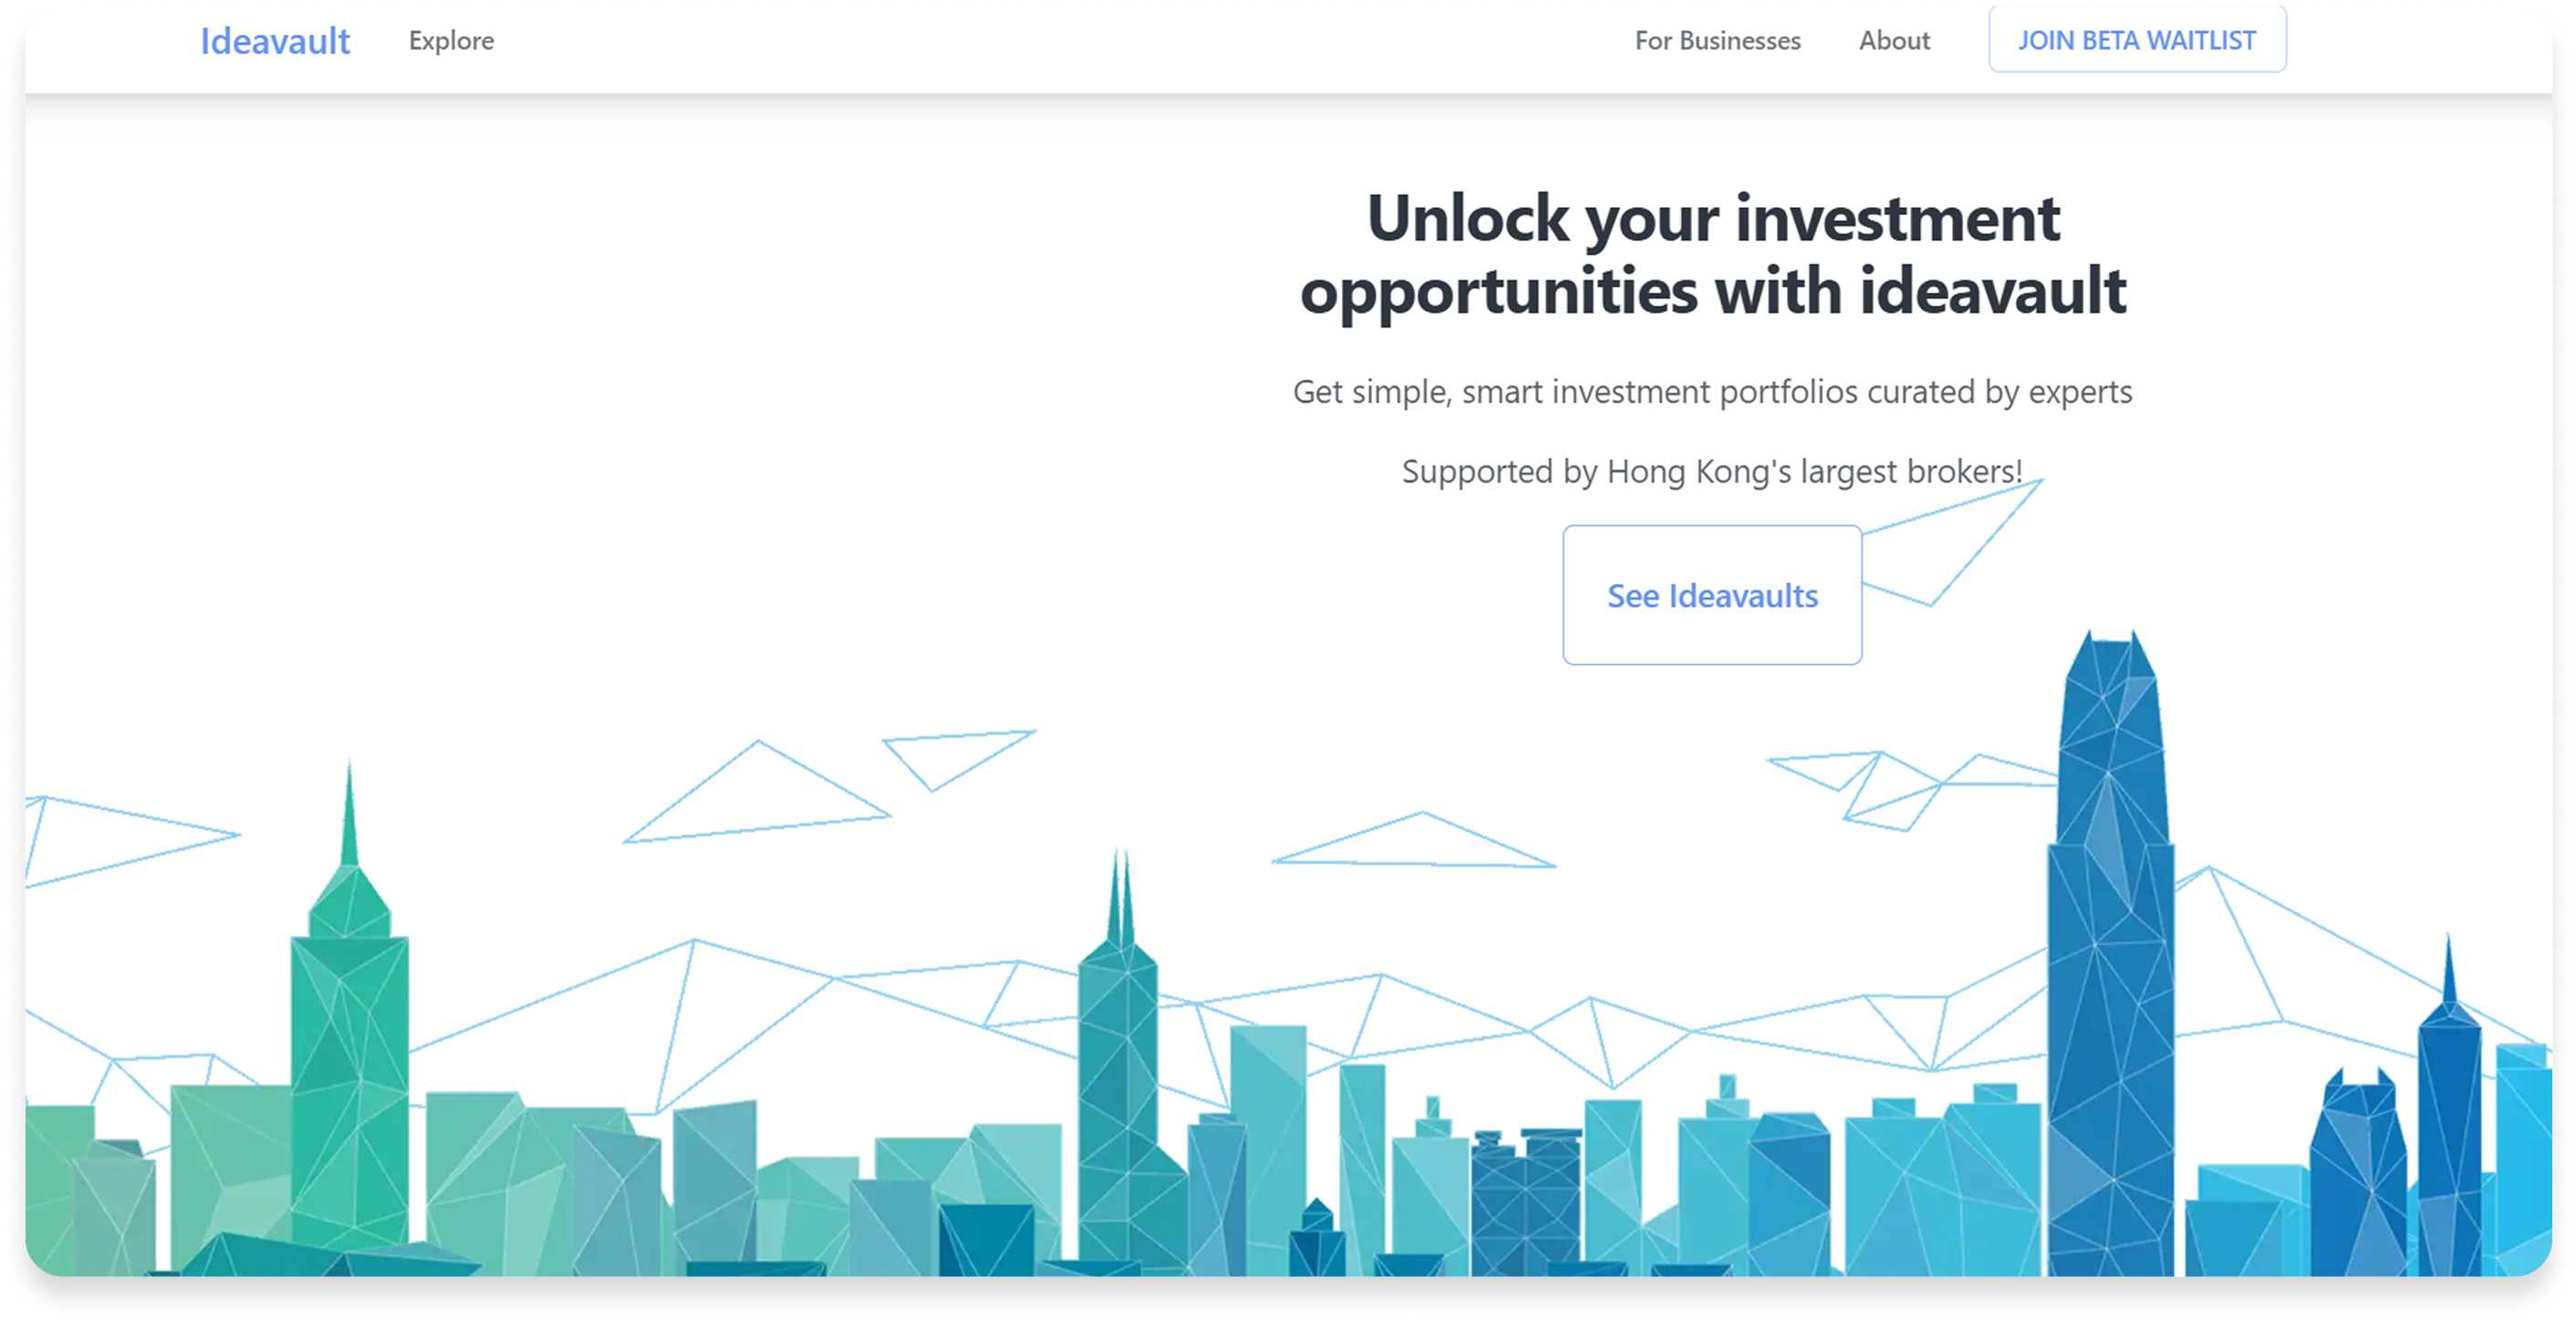 Ideavault
Explore
For Businesses
About
JOIN BETA WAITLIST
Unlock your investment
opportunities with ideavault
Get simple, smart investment portfolios curated by experts
Supported by Hong Kong's largest brokers!
See Ideavaults